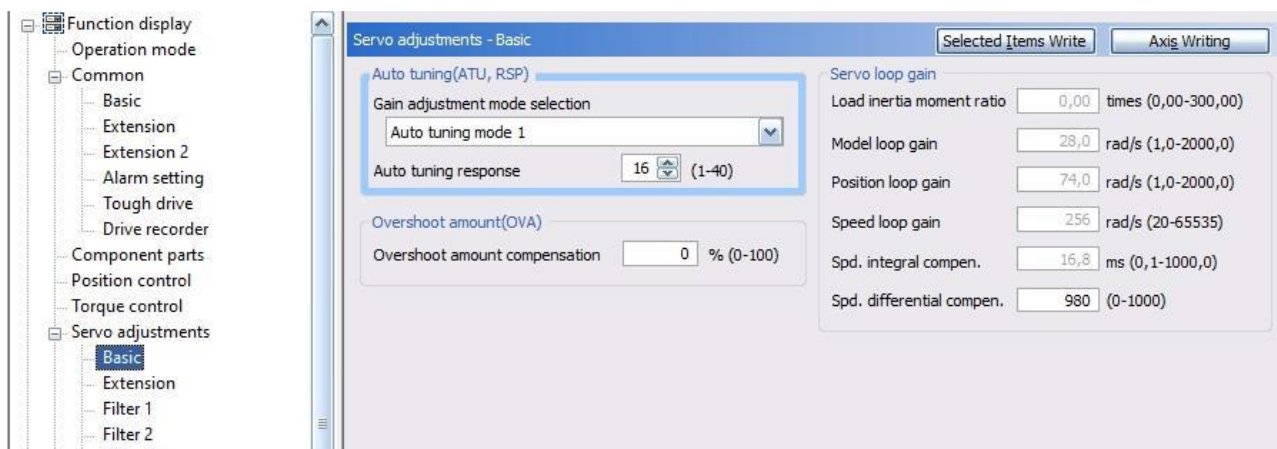 Function display
Operation mode
Common
Basic
Extension
Extension 2
Alarm setting
Tough drive
Drive recorder
Component parts
Position control
Torque control
Servo adjustments
Basic
Extension
Filter 1
Filter 2
Servo adjustments - Basic
Selected Items Write
Axis Writing
Auto tuning(ATU, RSP)
Gain adjustment mode selection
Auto tuning mode 1
Auto tuning response 16 (1-40)
Overshoot amount(OVA)
Overshoot amount compensation 0 % (0-100)
Servo loop gain
Load inertia moment ratio 0,00 times (0,00-300,00)
Model loop gain 28,0 rad/s (1,0-2000,0)
Position loop gain 74,0 rad/s (1,0-2000,0)
Speed loop gain 256 rad/s (20-65535)
Spd. integral compen. 16,8 ms (0,1-1000,0)
Spd. differential compen. 980 (0-1000)